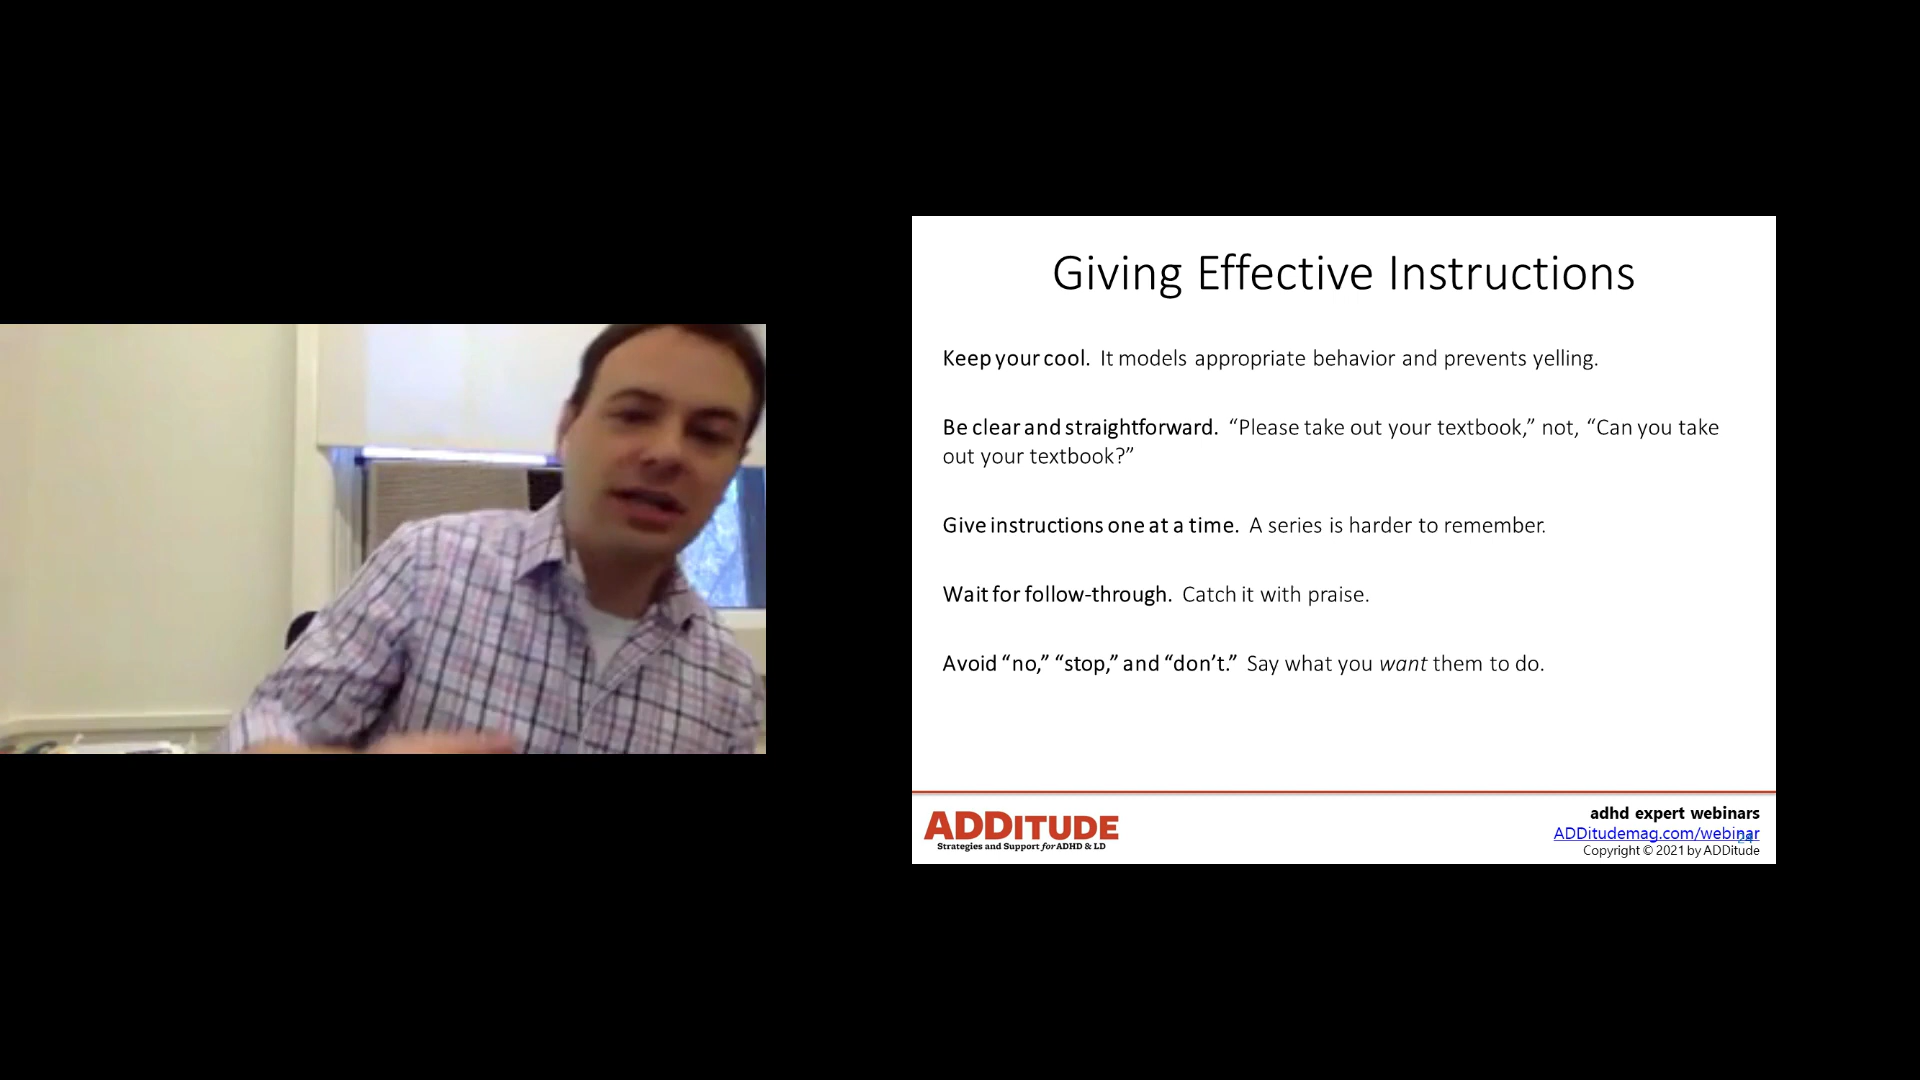 Giving Effective Instructions
Keep your cool. It models appropriate behavior and prevents yelling.
Be clear and straightforward. “Please take out your textbook,” not, “Can you take
out your textbook?”
Give instructions one at a time. A series is harder to remember.
Wait for follow-through. Catch it with praise.
Avoid “no,” “stop,” and “don’t.” Say what you want them to do.
ADDITUDE
Strategies and Support for ADHD & LD
adhd expert webinars
ADDitudemag.com/webinar
Copyright © 2021 by ADDitude